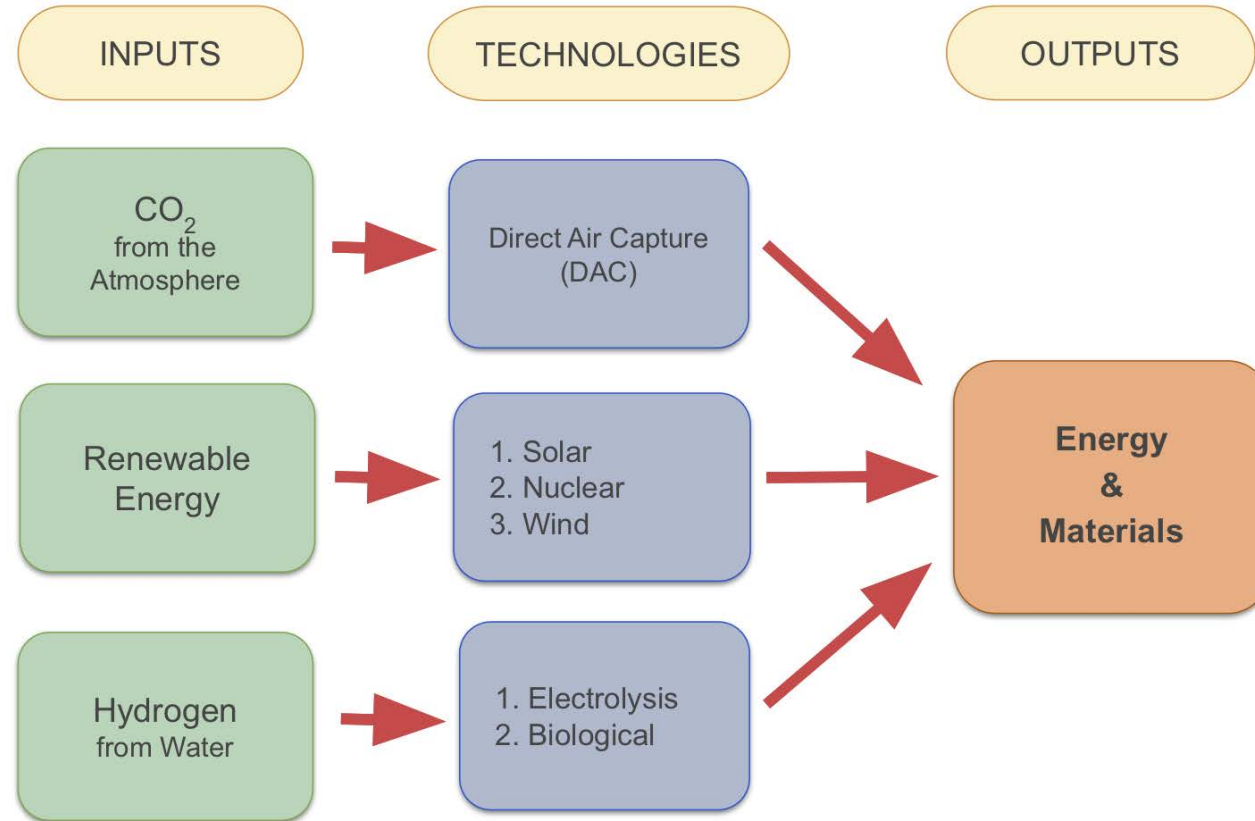 INPUTS
TECHNOLOGIES
OUTPUTS
CO₂
from the
Atmosphere
Direct Air Capture
(DAC)
Renewable
Energy
1. Solar
2. Nuclear
3. Wind
Energy
&
Materials
Hydrogen
from Water
1. Electrolysis
2. Biological